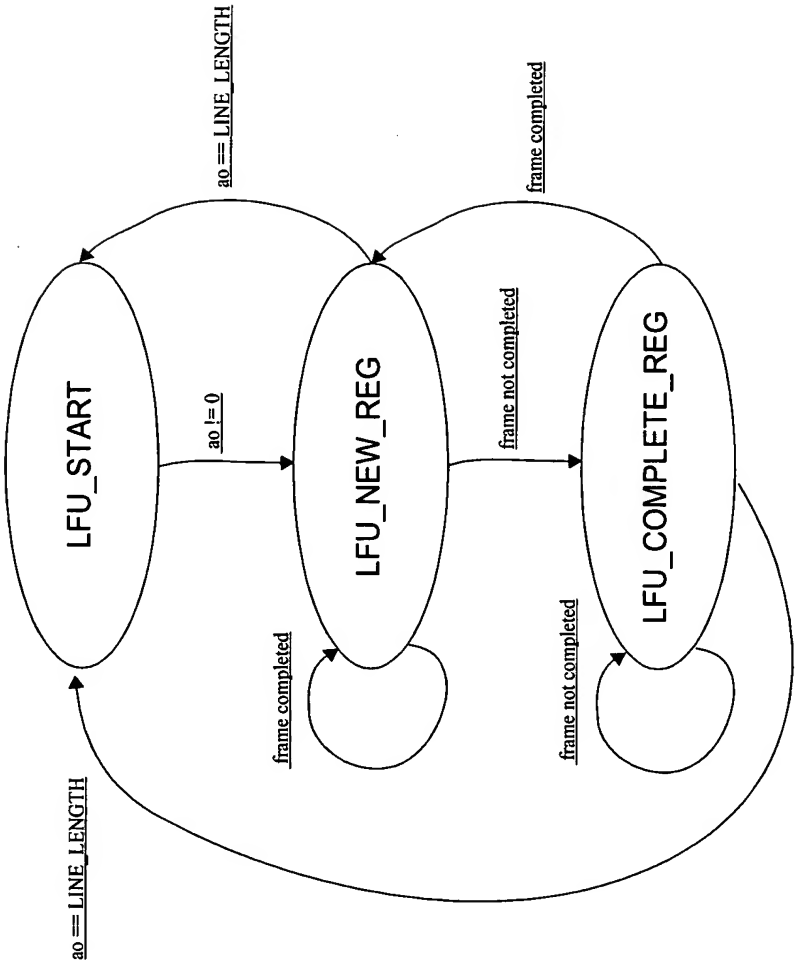 ao == LINE_LENGTH
LFU_START
ao != 0
ao == LINE_LENGTH
frame completed
LFU_NEW_REG
frame not completed
frame completed
frame not completed
LFU_COMPLETE_REG